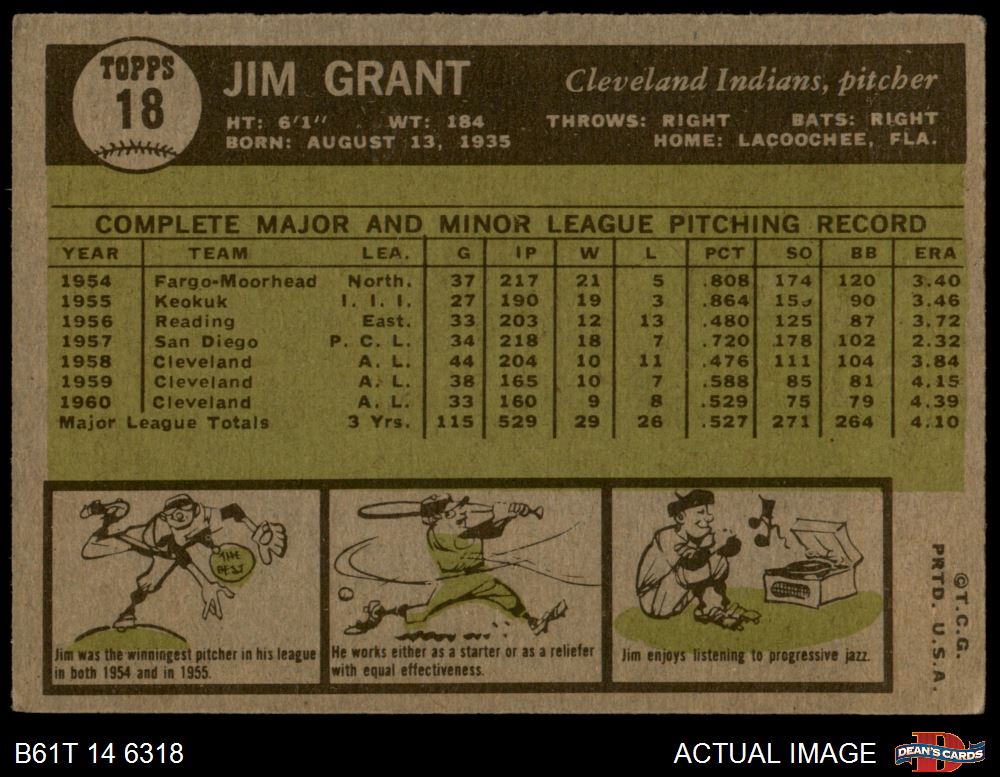 TOPPS
18
JIM GRANT
Cleveland Indians, pitcher
HT: 6'1" WT: 184 THROWS: RIGHT BATS: RIGHT
BORN: AUGUST 13, 1935 HOME: LACOOCHEE, FLA.
COMPLETE MAJOR AND MINOR LEAGUE PITCHING RECORD
YEAR TEAM LEA. G IP W L PCT SO BB ERA
1954 Fargo-Moorhead North. 37 217 21 5 .808 174 120 3.40
1955 Keokuk I. I. I. 27 190 19 3 .864 90 3.46
1956 Reading East. 33 203 12 13 .480 125 87 3.72
1957 San Diego P. C. L. 34 218 18 7 .720 178 102 2.32
1958 Cleveland A. L. 44 204 10 11 .476 111 104 3.84
1959 Cleveland A. L. 38 165 10 7 .588 85 81 4.15
1960 Cleveland A. L. 33 160 9 8 .529 75 79 4.39
Major League Totals 3 Yrs. 115 529 29 26 .527 271 264 4.10
THE
BEST
Jim was the winningest pitcher in his league
in both 1954 and in 1955.
He works either as a starter or as a reliefer
with equal effectiveness.
Jim enjoys listening to progressive jazz.
©T.C.G.
PRTD. U.S.A.
B61T 14 6318
ACTUAL IMAGE
D
DEAN'S CARDS